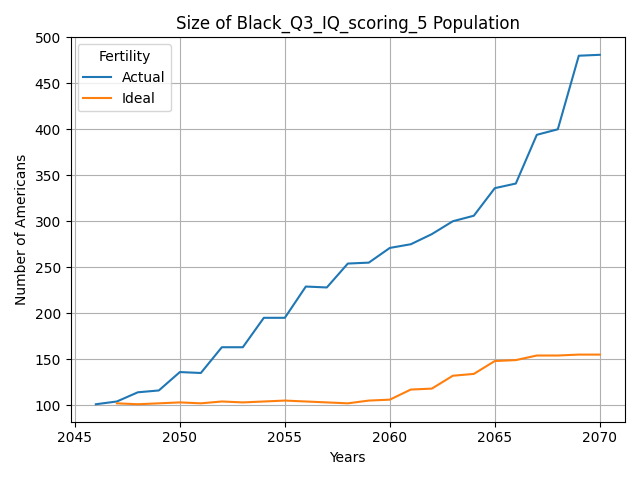 Size of Black_Q3_IQ_scoring_5 Population
Number of Americans
500
450
400
350
300
250
200
150
100
Fertility
Actual
Ideal
2045 2050 2055 2060 2065 2070
Years